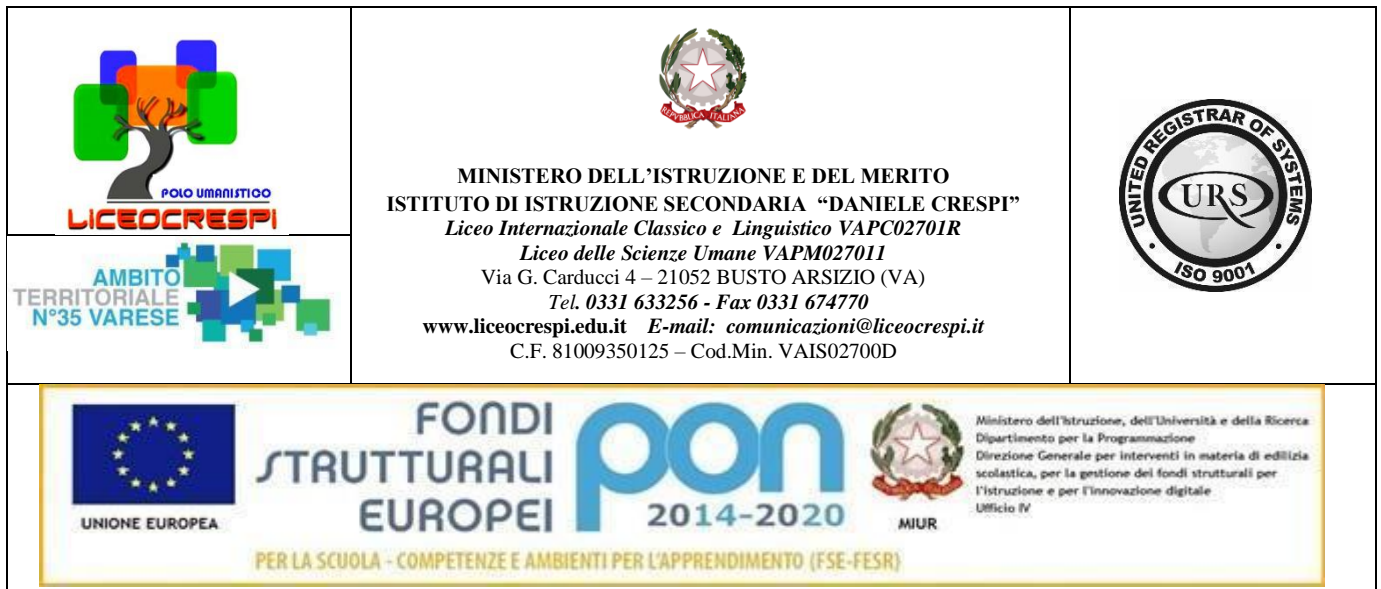 POLO UMANISTICO
LICEOCRESPI
AMBITO
TERRITORIALE
N°35 VARESE
REPVBBLICA ITALIANA
MINISTERO DELL’ISTRUZIONE E DEL MERITO
ISTITUTO DI ISTRUZIONE SECONDARIA “DANIELE CRESPI”
Liceo Internazionale Classico e Linguistico VAPC02701R
Liceo delle Scienze Umane VAPM027011
Via G. Carducci 4 – 21052 BUSTO ARSIZIO (VA)
Tel. 0331 633256 - Fax 0331 674770
www.liceocrespi.edu.it E-mail: comunicazioni@liceocrespi.it
C.F. 81009350125 – Cod.Min. VAIS02700D
UNITED REGISTRAR OF SYSTEMS
URS
ISO 9001
UNIONE EUROPEA
FONDI
STRUTTURALI
EUROPEI
pon
2014-2020
MIUR
Ministero dell'Istruzione, dell'Università e della Ricerca
Dipartimento per la Programmazione
Direzione Generale per interventi in materia di edilizia
scolastica, per la gestione dei fondi strutturali per
l'istruzione e per l'innovazione digitale
Ufficio IV
PER LA SCUOLA - COMPETENZE E AMBIENTI PER L'APPRENDIMENTO (FSE-FESR)